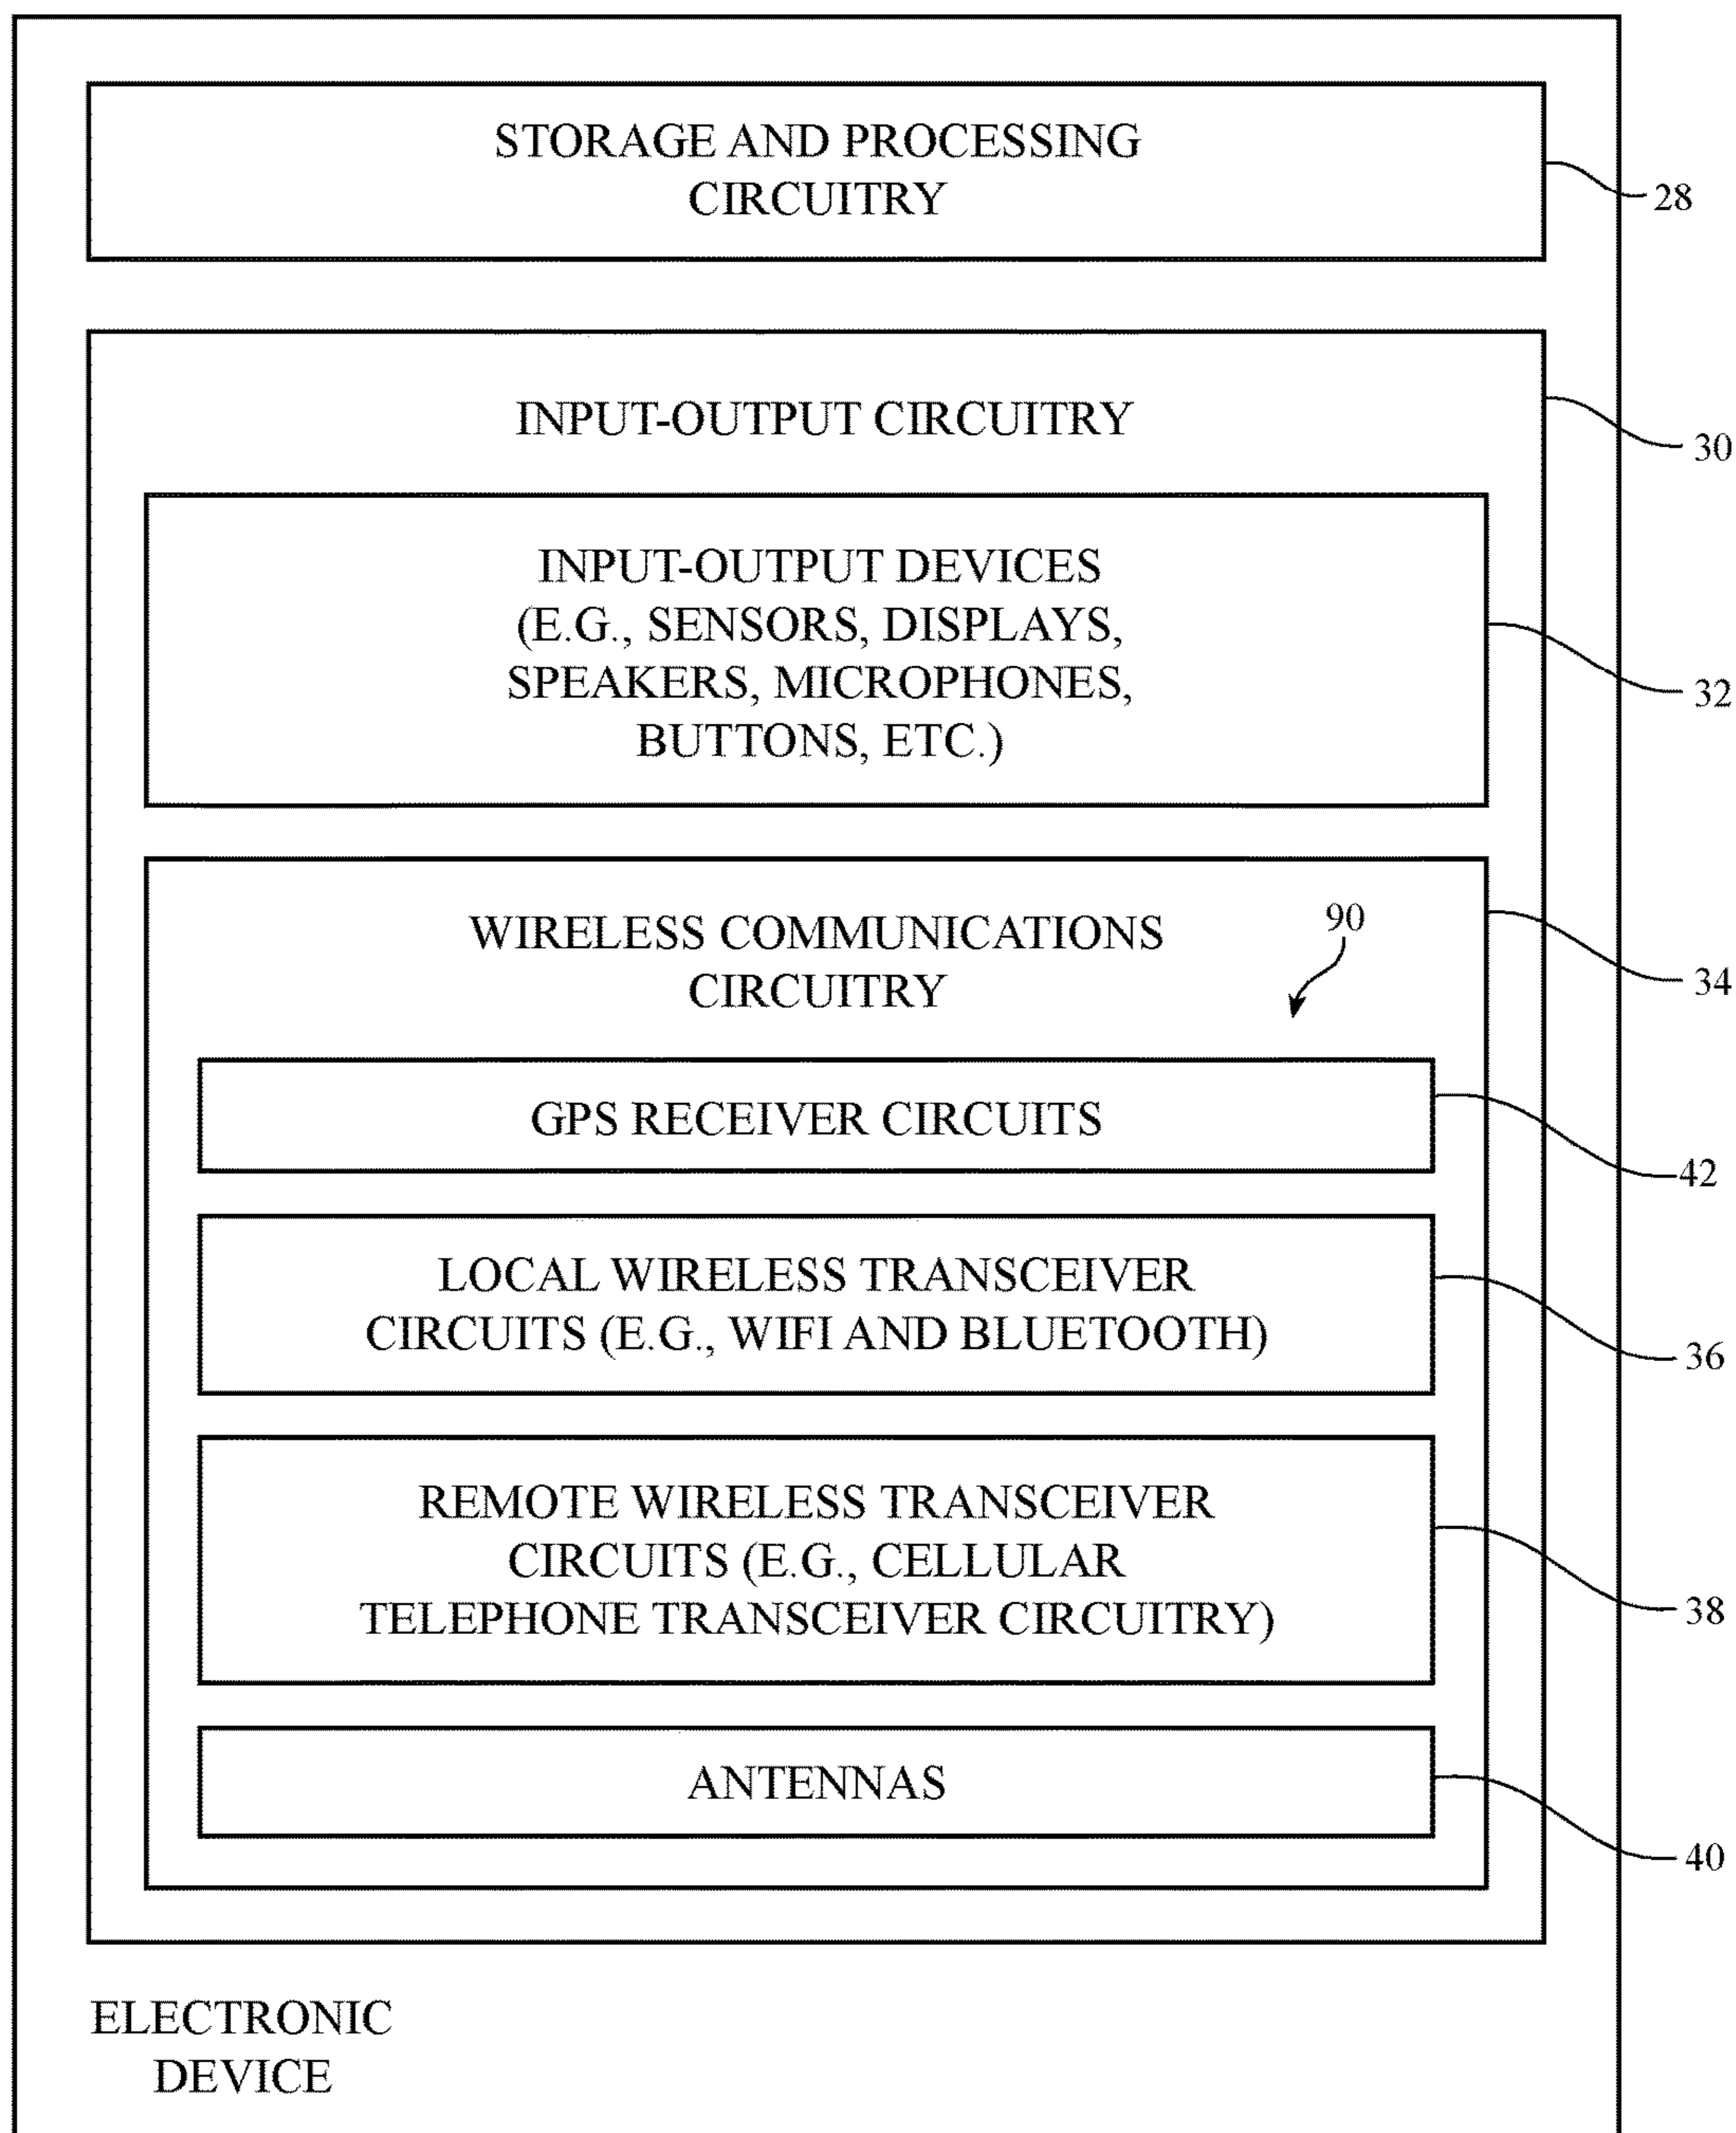 STORAGE AND PROCESSING
CIRCUITRY
28
INPUT-OUTPUT CIRCUITRY
30
INPUT-OUTPUT DEVICES
(E.G., SENSORS, DISPLAYS,
SPEAKERS, MICROPHONES,
BUTTONS, ETC.)
32
WIRELESS COMMUNICATIONS
CIRCUITRY
90
34
GPS RECEIVER CIRCUITS
42
LOCAL WIRELESS TRANSCEIVER
CIRCUITS (E.G., WIFI AND BLUETOOTH)
36
REMOTE WIRELESS TRANSCEIVER
CIRCUITS (E.G., CELLULAR
TELEPHONE TRANSCEIVER CIRCUITRY)
38
ANTENNAS
40
ELECTRONIC
DEVICE